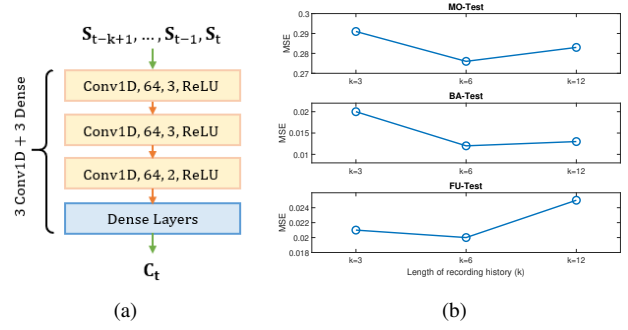 S_{t−k+1}, … , S_{t−1}, S_t
3 Conv1D + 3 Dense
Conv1D, 64, 3, ReLU
Conv1D, 64, 3, ReLU
Conv1D, 64, 2, ReLU
Dense Layers
C_t
(a)
MO-Test
MSE
0.3
0.29
0.28
0.27
k=3
k=6
k=12
BA-Test
MSE
0.02
0.015
0.01
k=3
k=6
k=12
FU-Test
MSE
0.024
0.022
0.02
0.018
k=3
k=6
k=12
Length of recording history (k)
(b)